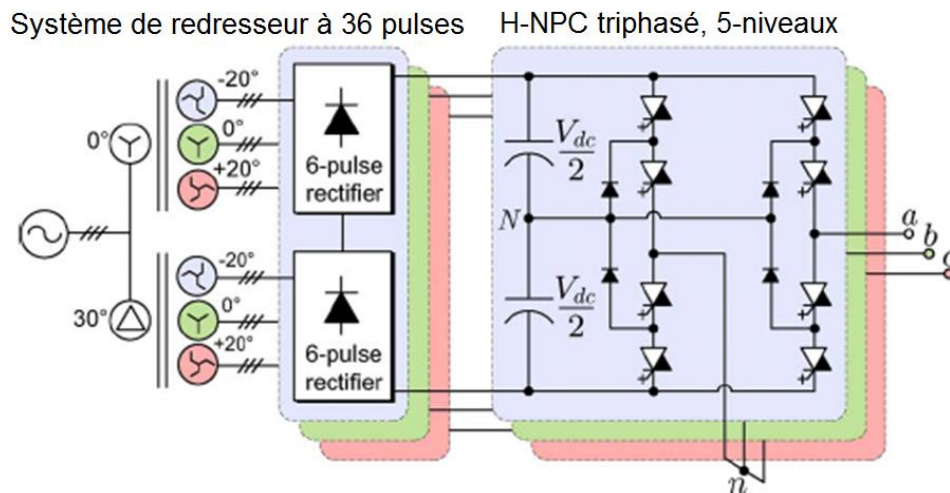 Système de redresseur à 36 pulses
H-NPC triphasé, 5-niveaux
-20°
0°
0°
+20°
6-pulse
rectifier
-20°
30°
0°
+20°
6-pulse
rectifier
Vdc
2
N
Vdc
2
a
b
c
n